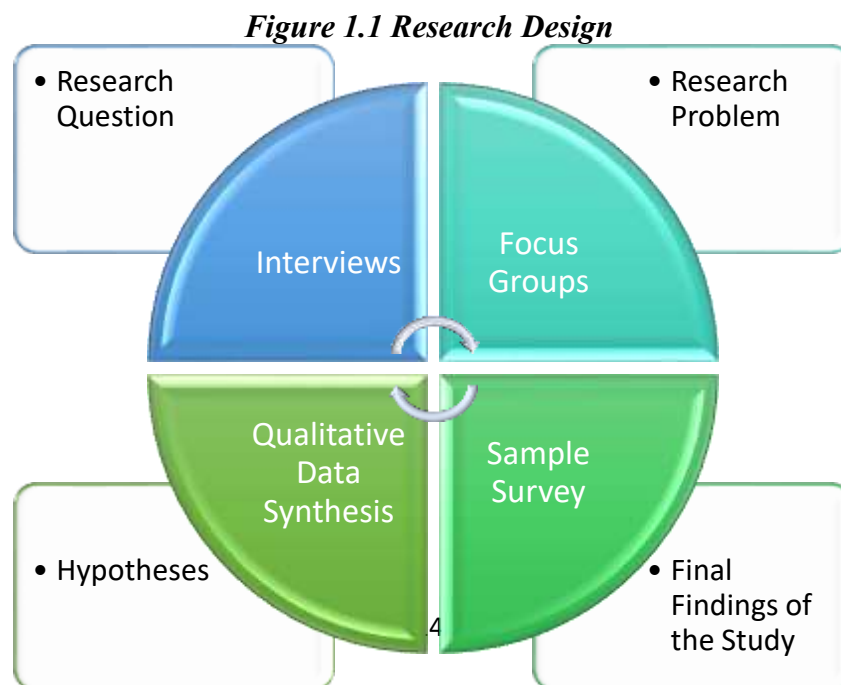 Figure 1.1 Research Design
• Research
Question
• Research
Problem
Interviews
Focus
Groups
Qualitative
Data
Synthesis
Sample
Survey
• Hypotheses
• Final
Findings of
the Study